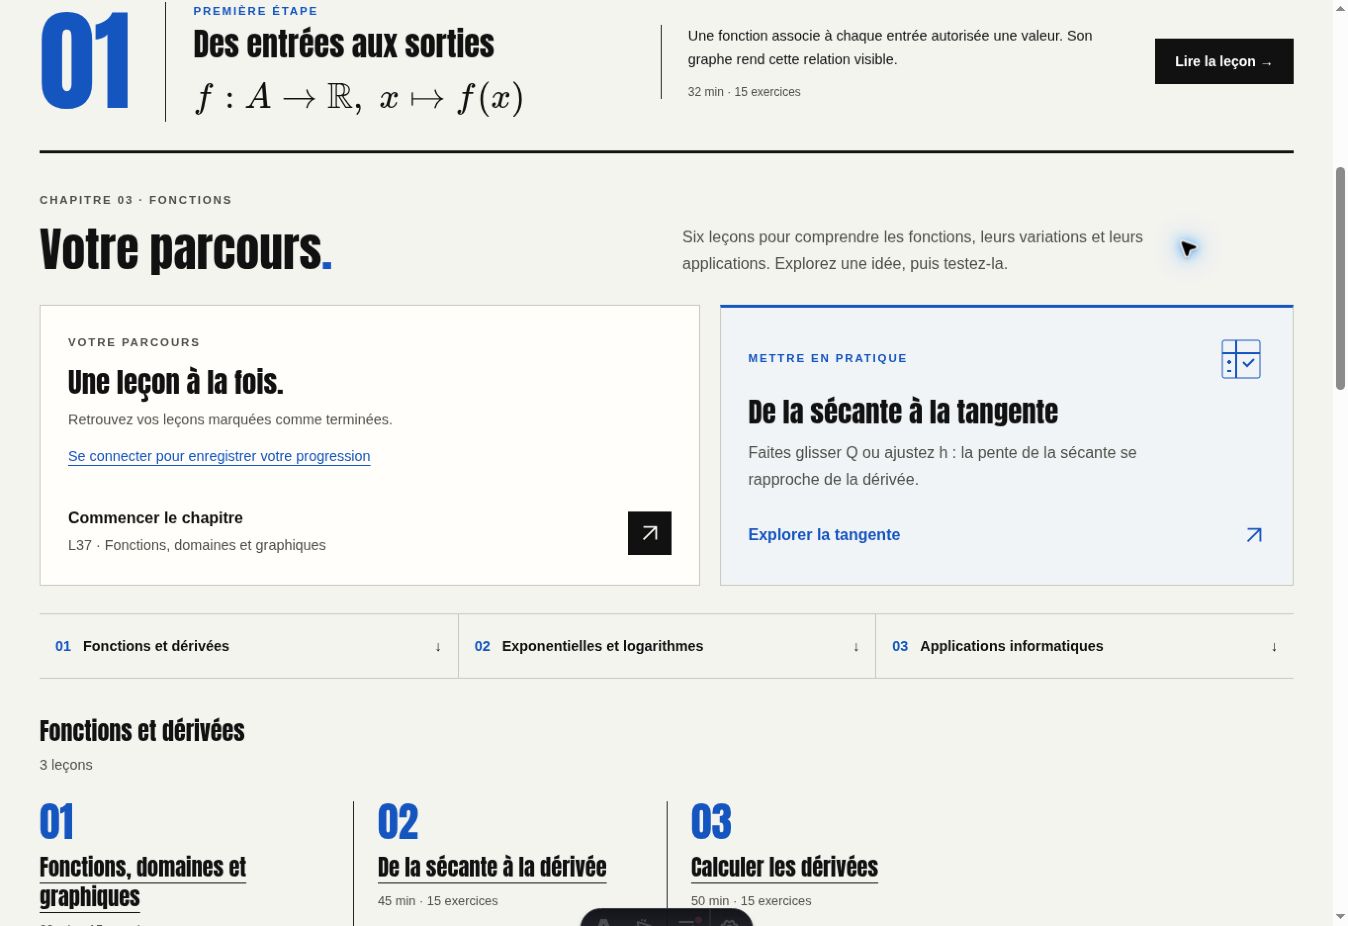 01
PREMIÈRE ÉTAPE
Des entrées aux sorties
f : A → ℝ, x ↦ f(x)
Une fonction associe à chaque entrée autorisée une valeur. Son
graphe rend cette relation visible.
32 min · 15 exercices
Lire la leçon →
CHAPITRE 03 · FONCTIONS
Votre parcours.
Six leçons pour comprendre les fonctions, leurs variations et leurs
applications. Explorez une idée, puis testez-la.
VOTRE PARCOURS
Une leçon à la fois.
Retrouvez vos leçons marquées comme terminées.
Se connecter pour enregistrer votre progression
Commencer le chapitre
L37 · Fonctions, domaines et graphiques
METTRE EN PRATIQUE
De la sécante à la tangente
Faites glisser Q ou ajustez h : la pente de la sécante se
rapproche de la dérivée.
Explorer la tangente
01 Fonctions et dérivées ↓
02 Exponentielles et logarithmes ↓
03 Applications informatiques ↓
Fonctions et dérivées
3 leçons
01
Fonctions, domaines et
graphiques
02
De la sécante à la dérivée
45 min · 15 exercices
03
Calculer les dérivées
50 min · 15 exercices